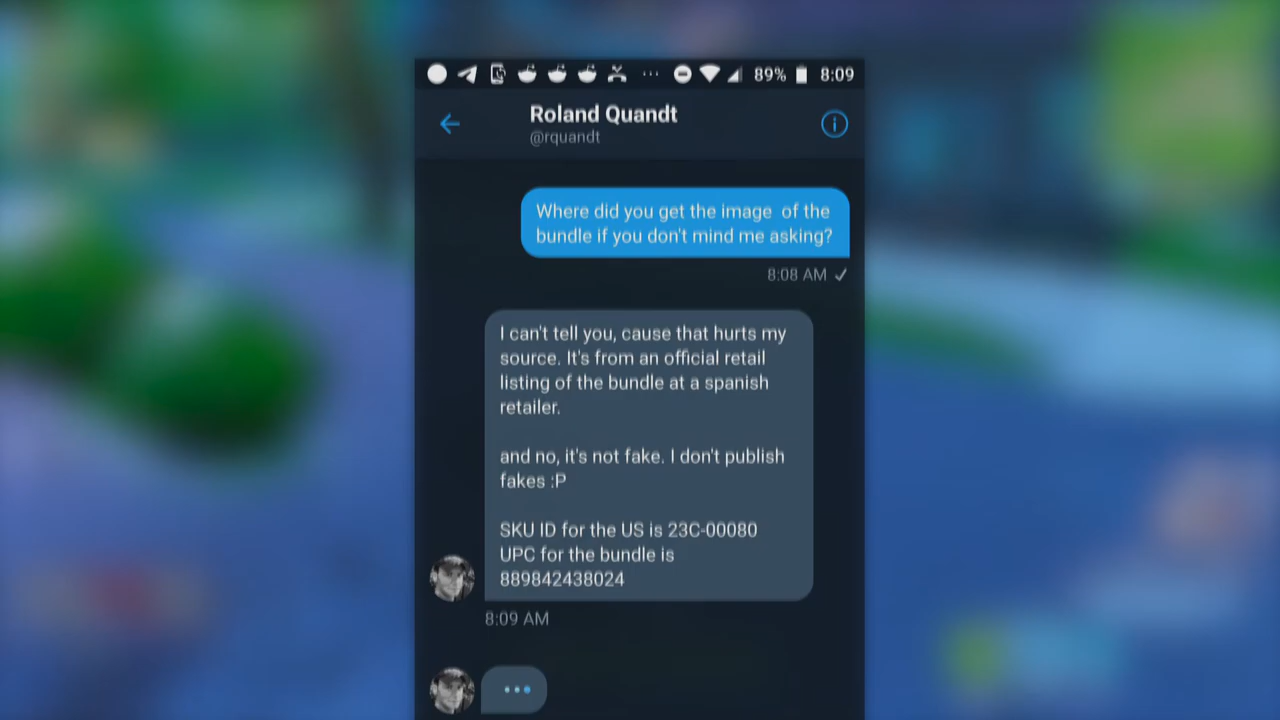 89% 8:09
Roland Quandt
@rquandt
Where did you get the image of the
bundle if you don't mind me asking?
8:08 AM
I can't tell you, cause that hurts my
source. It's from an official retail
listing of the bundle at a spanish
retailer.
and no, it's not fake. I don't publish
fakes :P
SKU ID for the US is 23C-00080
UPC for the bundle is
889842438024
8:09 AM